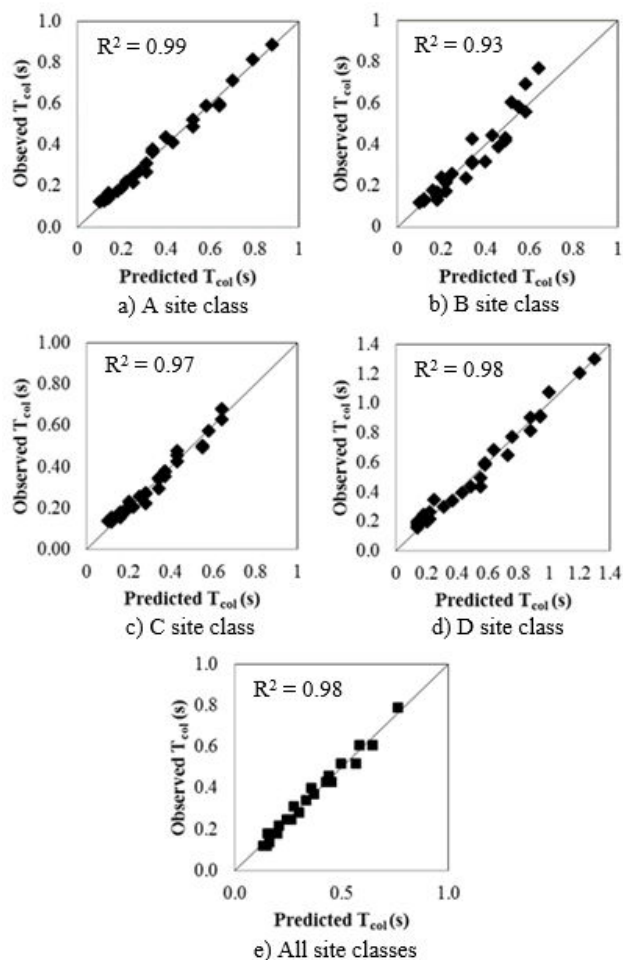 1.0
0.8
0.6
0.4
0.2
0.0
Obseved T_col (s)
R² = 0.99
0 0.2 0.4 0.6 0.8 1
Predicted T_col (s)
a) A site class
1
0.8
0.6
0.4
0.2
0
Observed T_col (s)
R² = 0.93
0 0.2 0.4 0.6 0.8 1
Predicted T_col (s)
b) B site class
1.00
0.80
0.60
0.40
0.20
0.00
Observed T_col (s)
R² = 0.97
0 0.2 0.4 0.6 0.8 1
Predicted T_col (s)
c) C site class
1.4
1.2
1.0
0.8
0.6
0.4
0.2
0.0
Observed T_col (s)
R² = 0.98
0 0.2 0.4 0.6 0.8 1 1.2 1.4
Predicted T_col (s)
d) D site class
1.0
0.8
0.6
0.4
0.2
0.0
Observed T_col (s)
R² = 0.98
0.0 0.5 1.0
Predicted T_col (s)
e) All site classes